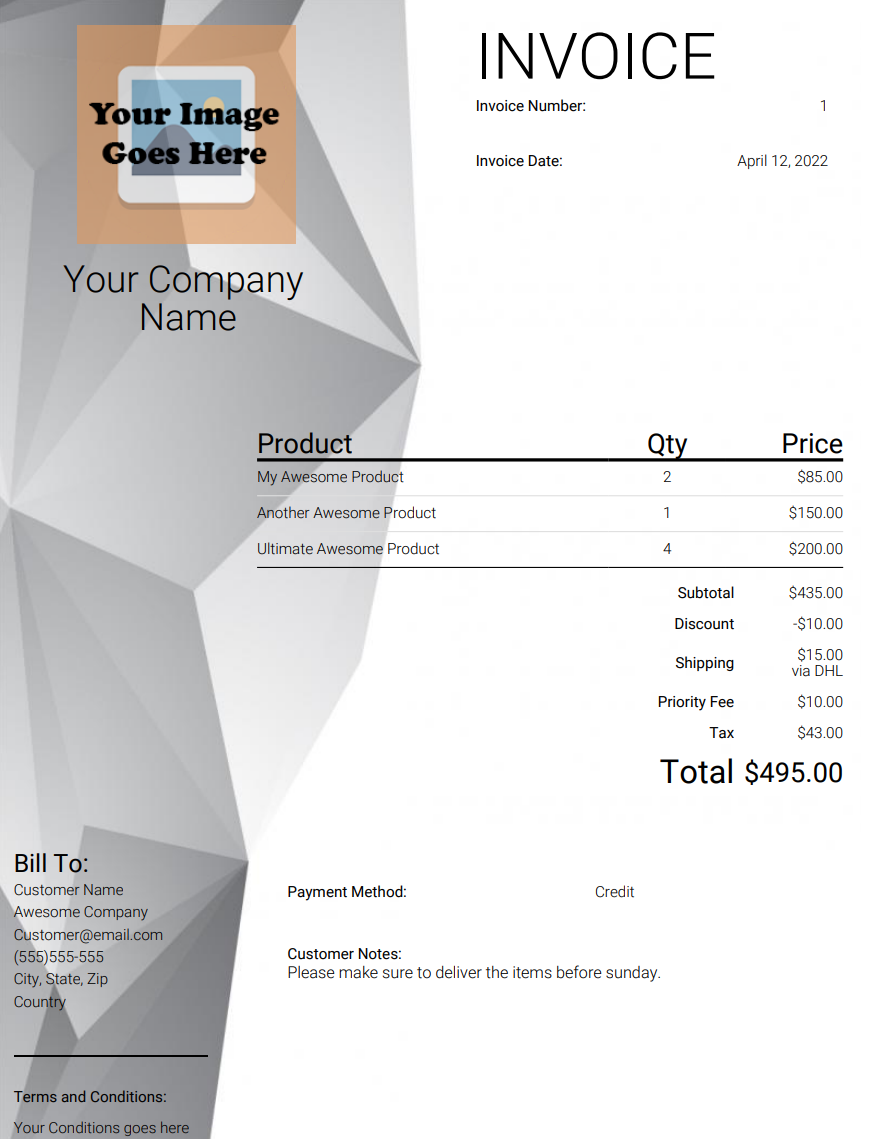 Your Image
Goes Here
Your Company
Name
INVOICE
Invoice Number: 1
Invoice Date: April 12, 2022
Product Qty Price
My Awesome Product 2 $85.00
Another Awesome Product 1 $150.00
Ultimate Awesome Product 4 $200.00
Subtotal $435.00
Discount -$10.00
Shipping $15.00
via DHL
Priority Fee $10.00
Tax $43.00
Total $495.00
Bill To:
Customer Name
Awesome Company
Customer@email.com
(555)555-555
City, State, Zip
Country
Payment Method: Credit
Customer Notes:
Please make sure to deliver the items before sunday.
Terms and Conditions:
Your Conditions goes here